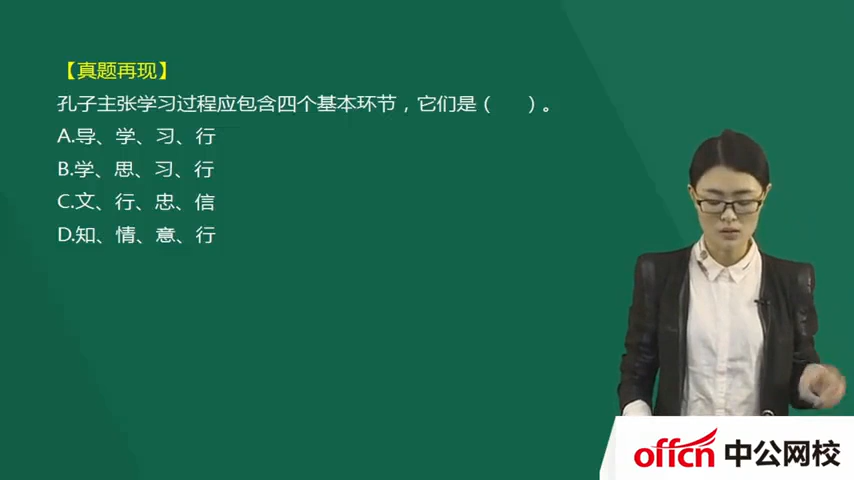 【真题再现】
孔子主张学习过程应包含四个基本环节，它们是（　　）。
A.导、学、习、行
B.学、思、习、行
C.文、行、忠、信
D.知、情、意、行
offcn 中公网校